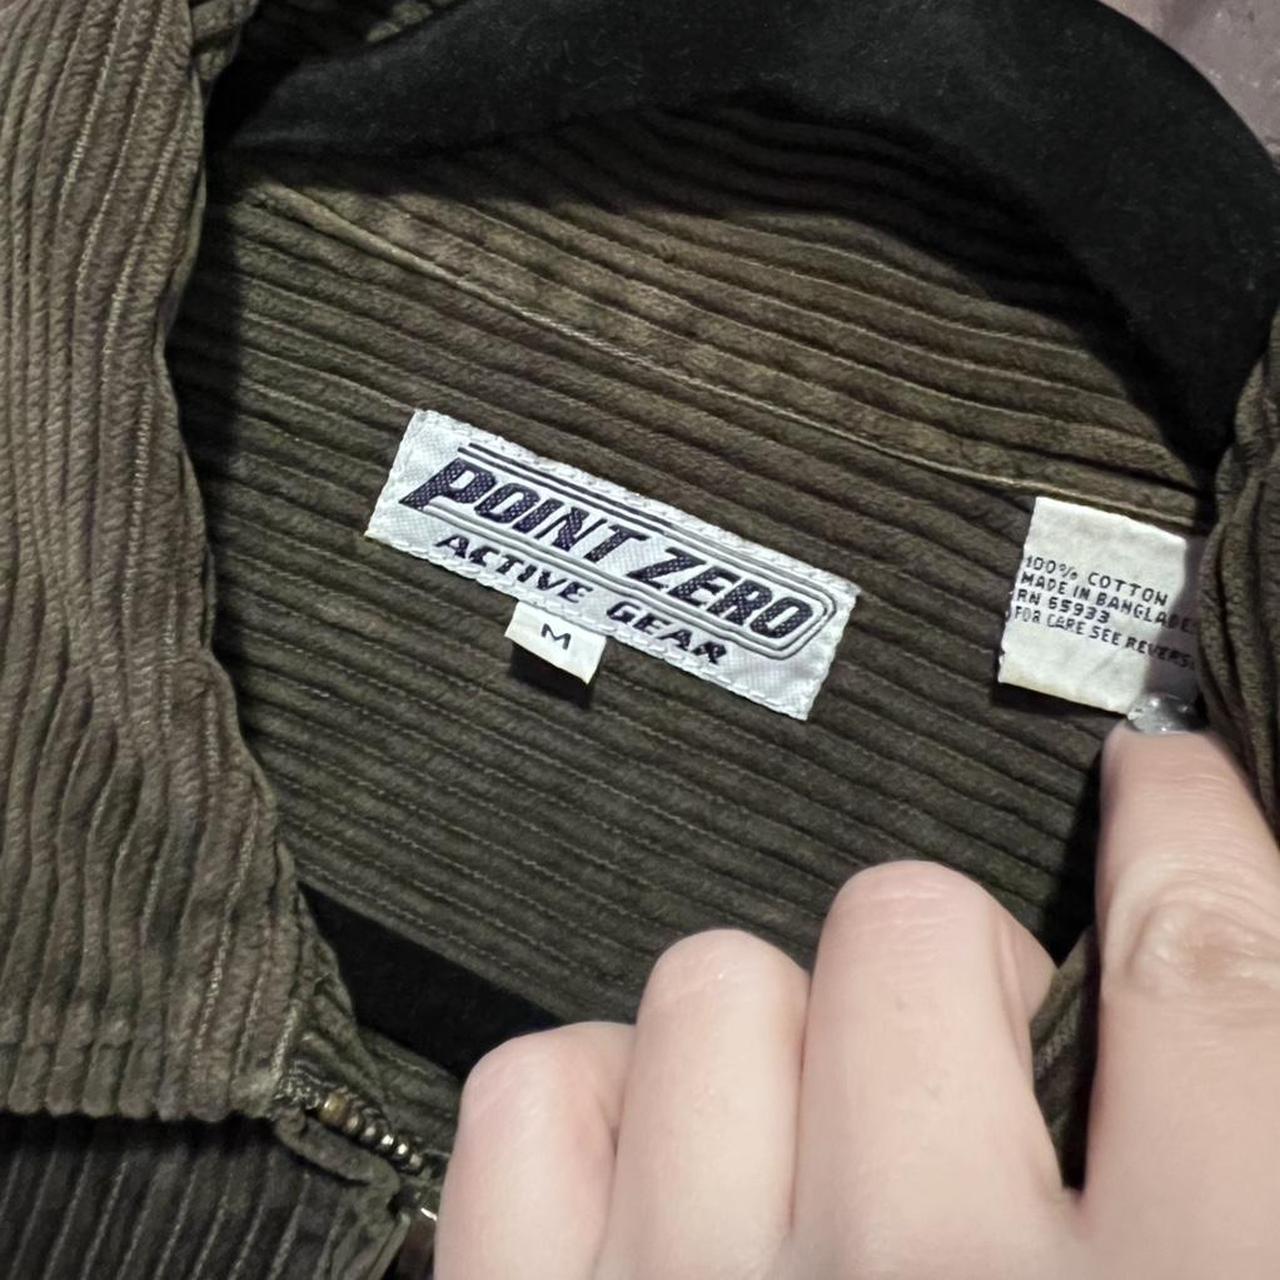 POINT ZERO
ACTIVE GEAR
M
100% COTTON
MADE IN BANGLADE
RN 65933
FOR CARE SEE REVERS